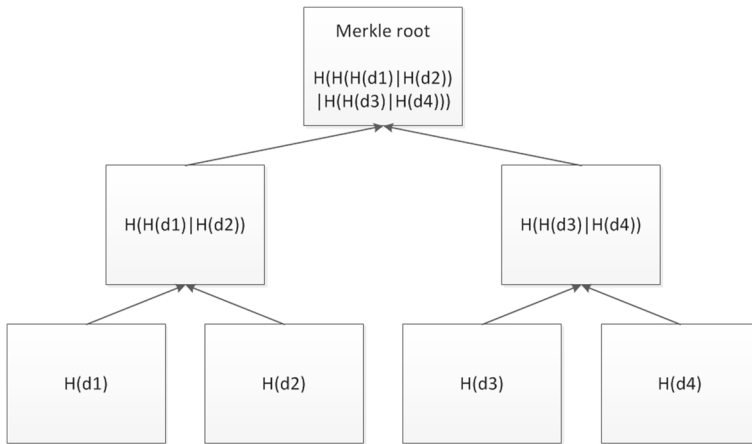 Merkle root
H(H(H(d1)|H(d2))
|H(H(d3)|H(d4)))
H(H(d1)|H(d2))
H(H(d3)|H(d4))
H(d1)
H(d2)
H(d3)
H(d4)